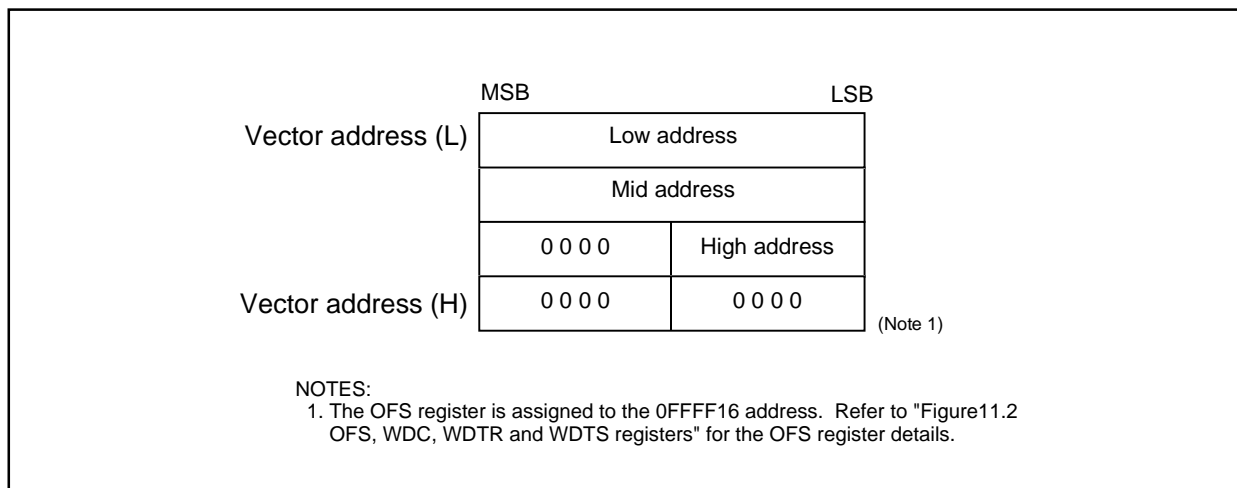 MSB LSB
Vector address (L) Low address
Mid address
0 0 0 0 High address
Vector address (H) 0 0 0 0 0 0 0 0
(Note 1)
NOTES:
1. The OFS register is assigned to the 0FFFF16 address. Refer to "Figure11.2
OFS, WDC, WDTR and WDTS registers" for the OFS register details.